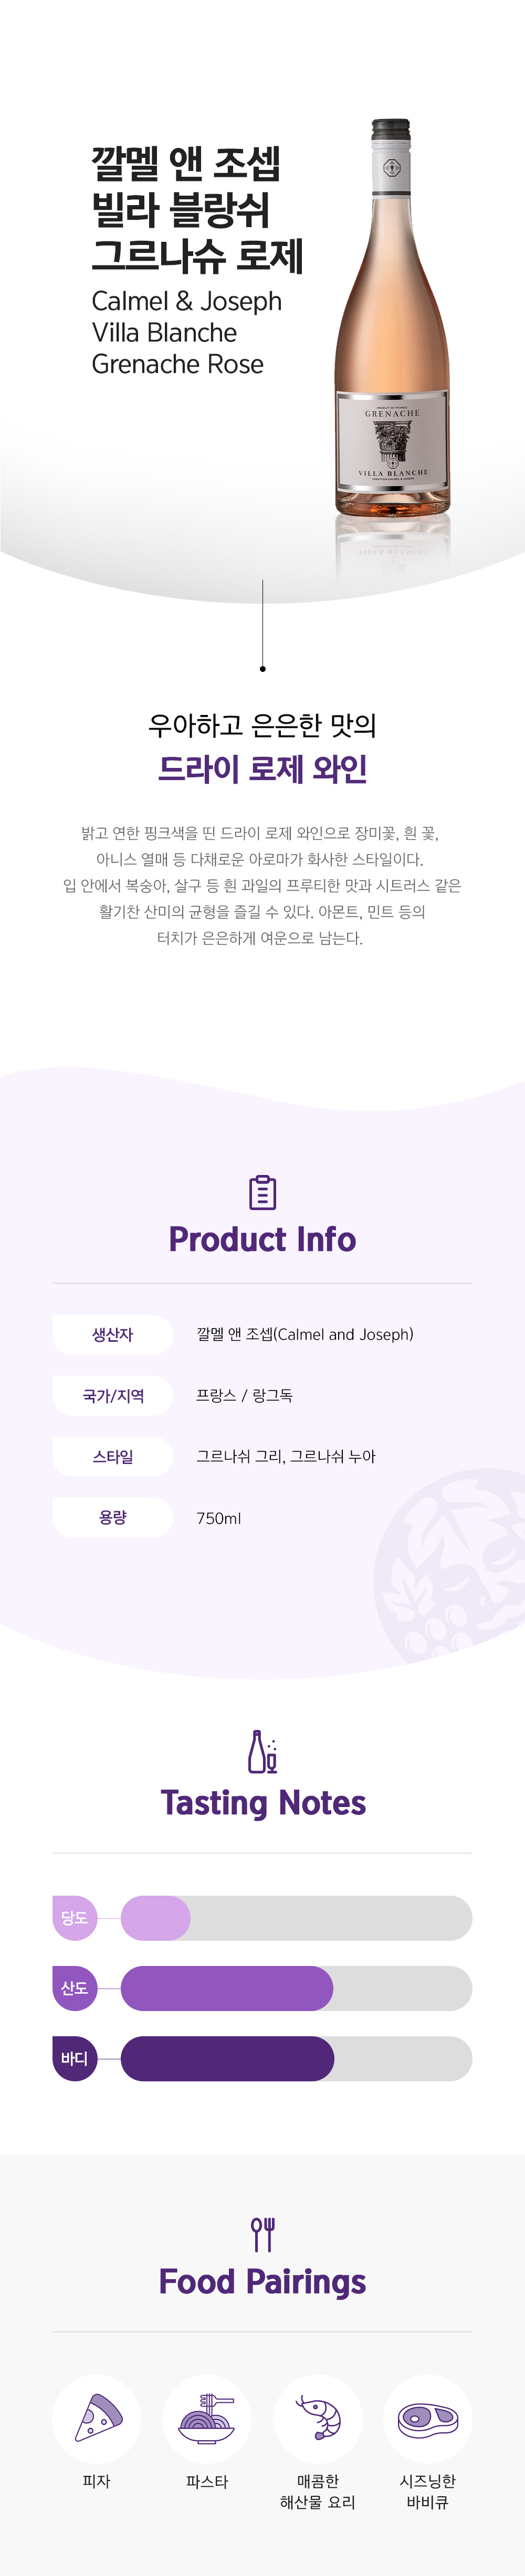 깔멜 앤 조셉
빌라 블랑쉬
그르나슈 로제
Calmel & Joseph
Villa Blanche
Grenache Rose
PRODUIT DE FRANCE
GRENACHE
VILLA BLANCHE
CREATION CALMEL & JOSEPH
우아하고 은은한 맛의
드라이 로제 와인
밝고 연한 핑크색을 띤 드라이 로제 와인으로 장미꽃, 흰 꽃,
아니스 열매 등 다채로운 아로마가 화사한 스타일이다.
입 안에서 복숭아, 살구 등 흰 과일의 프루티한 맛과 시트러스 같은
활기찬 산미의 균형을 즐길 수 있다. 아몬트, 민트 등의
터치가 은은하게 여운으로 남는다.
Product Info
생산자 깔멜 앤 조셉(Calmel and Joseph)
국가/지역 프랑스 / 랑그독
스타일 그르나쉬 그리, 그르나쉬 누아
용량 750ml
Tasting Notes
당도
산도
바디
Food Pairings
피자 파스타 매콤한 시즈닝한
해산물 요리 바비큐